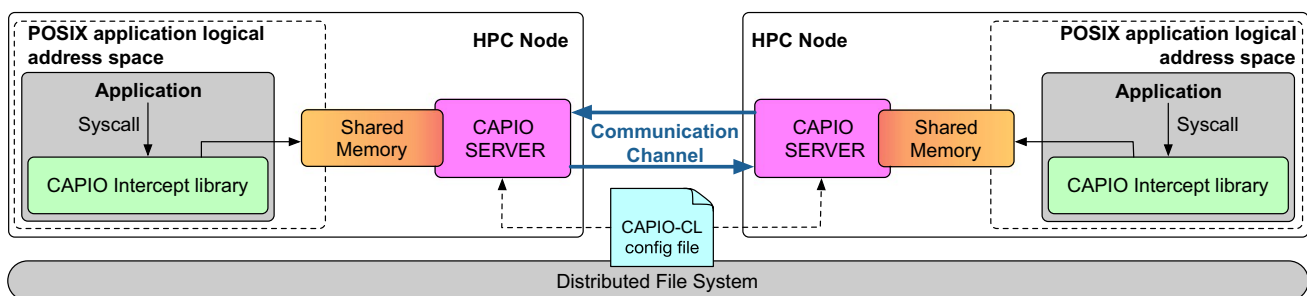 POSIX application logical
address space
HPC Node
Application
Syscall
CAPIO Intercept library
Shared
Memory
CAPIO
SERVER
Communication
Channel
HPC Node
POSIX application logical
address space
CAPIO
SERVER
Shared
Memory
Application
Syscall
CAPIO Intercept library
CAPIO-CL
config file
Distributed File System